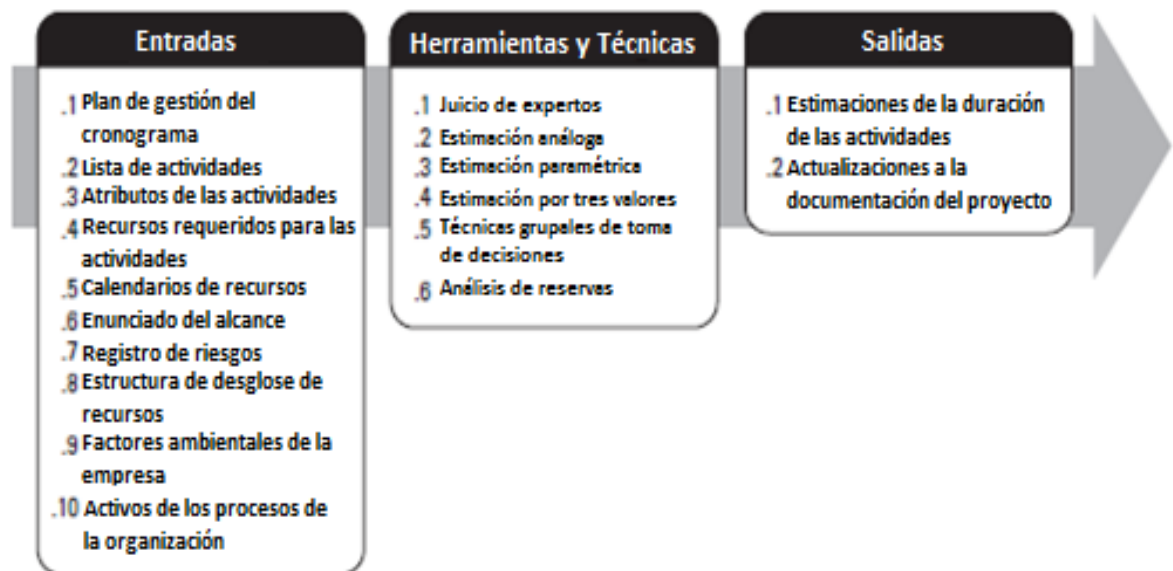 Entradas
.1 Plan de gestión del
cronograma
.2 Lista de actividades
.3 Atributos de las actividades
.4 Recursos requeridos para las
actividades
.5 Calendarios de recursos
.6 Enunciado del alcance
.7 Registro de riesgos
.8 Estructura de desglose de
recursos
.9 Factores ambientales de la
empresa
.10 Activos de los procesos de
la organización
Herramientas y Técnicas
.1 Juicio de expertos
.2 Estimación análoga
.3 Estimación paramétrica
.4 Estimación por tres valores
.5 Técnicas grupales de toma
de decisiones
.6 Análisis de reservas
Salidas
.1 Estimaciones de la duración
de las actividades
.2 Actualizaciones a la
documentación del proyecto